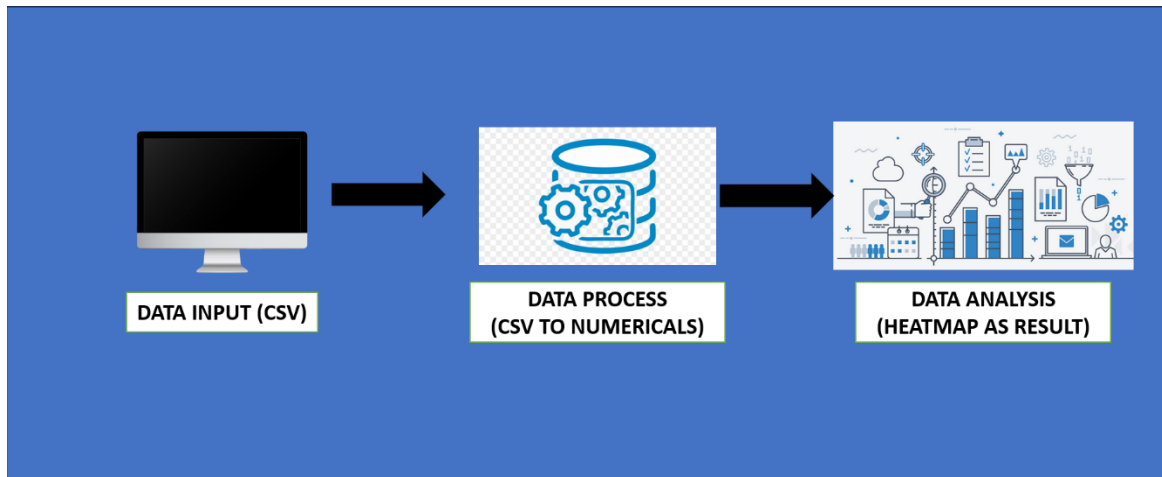 DATA INPUT (CSV)
DATA PROCESS
(CSV TO NUMERICALS)
DATA ANALYSIS
(HEATMAP AS RESULT)